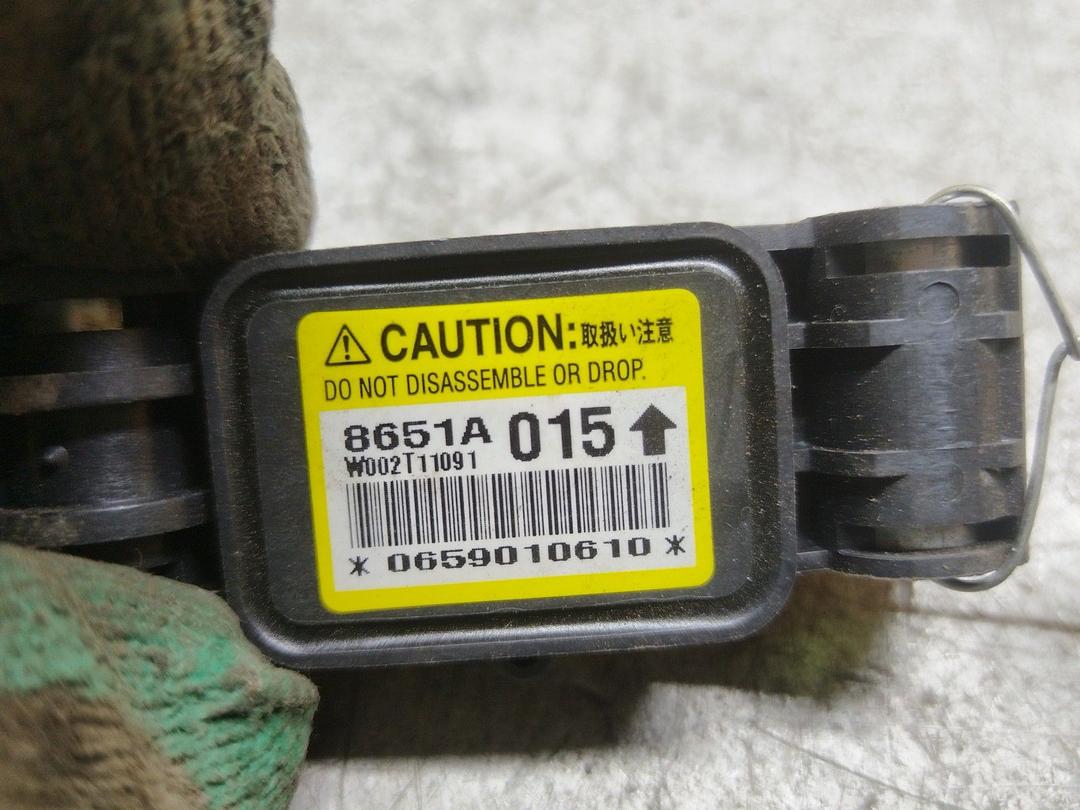 CAUTION:取扱い注意
DO NOT DISASSEMBLE OR DROP.
8651A 015
W002T11091
* 0659010610 *